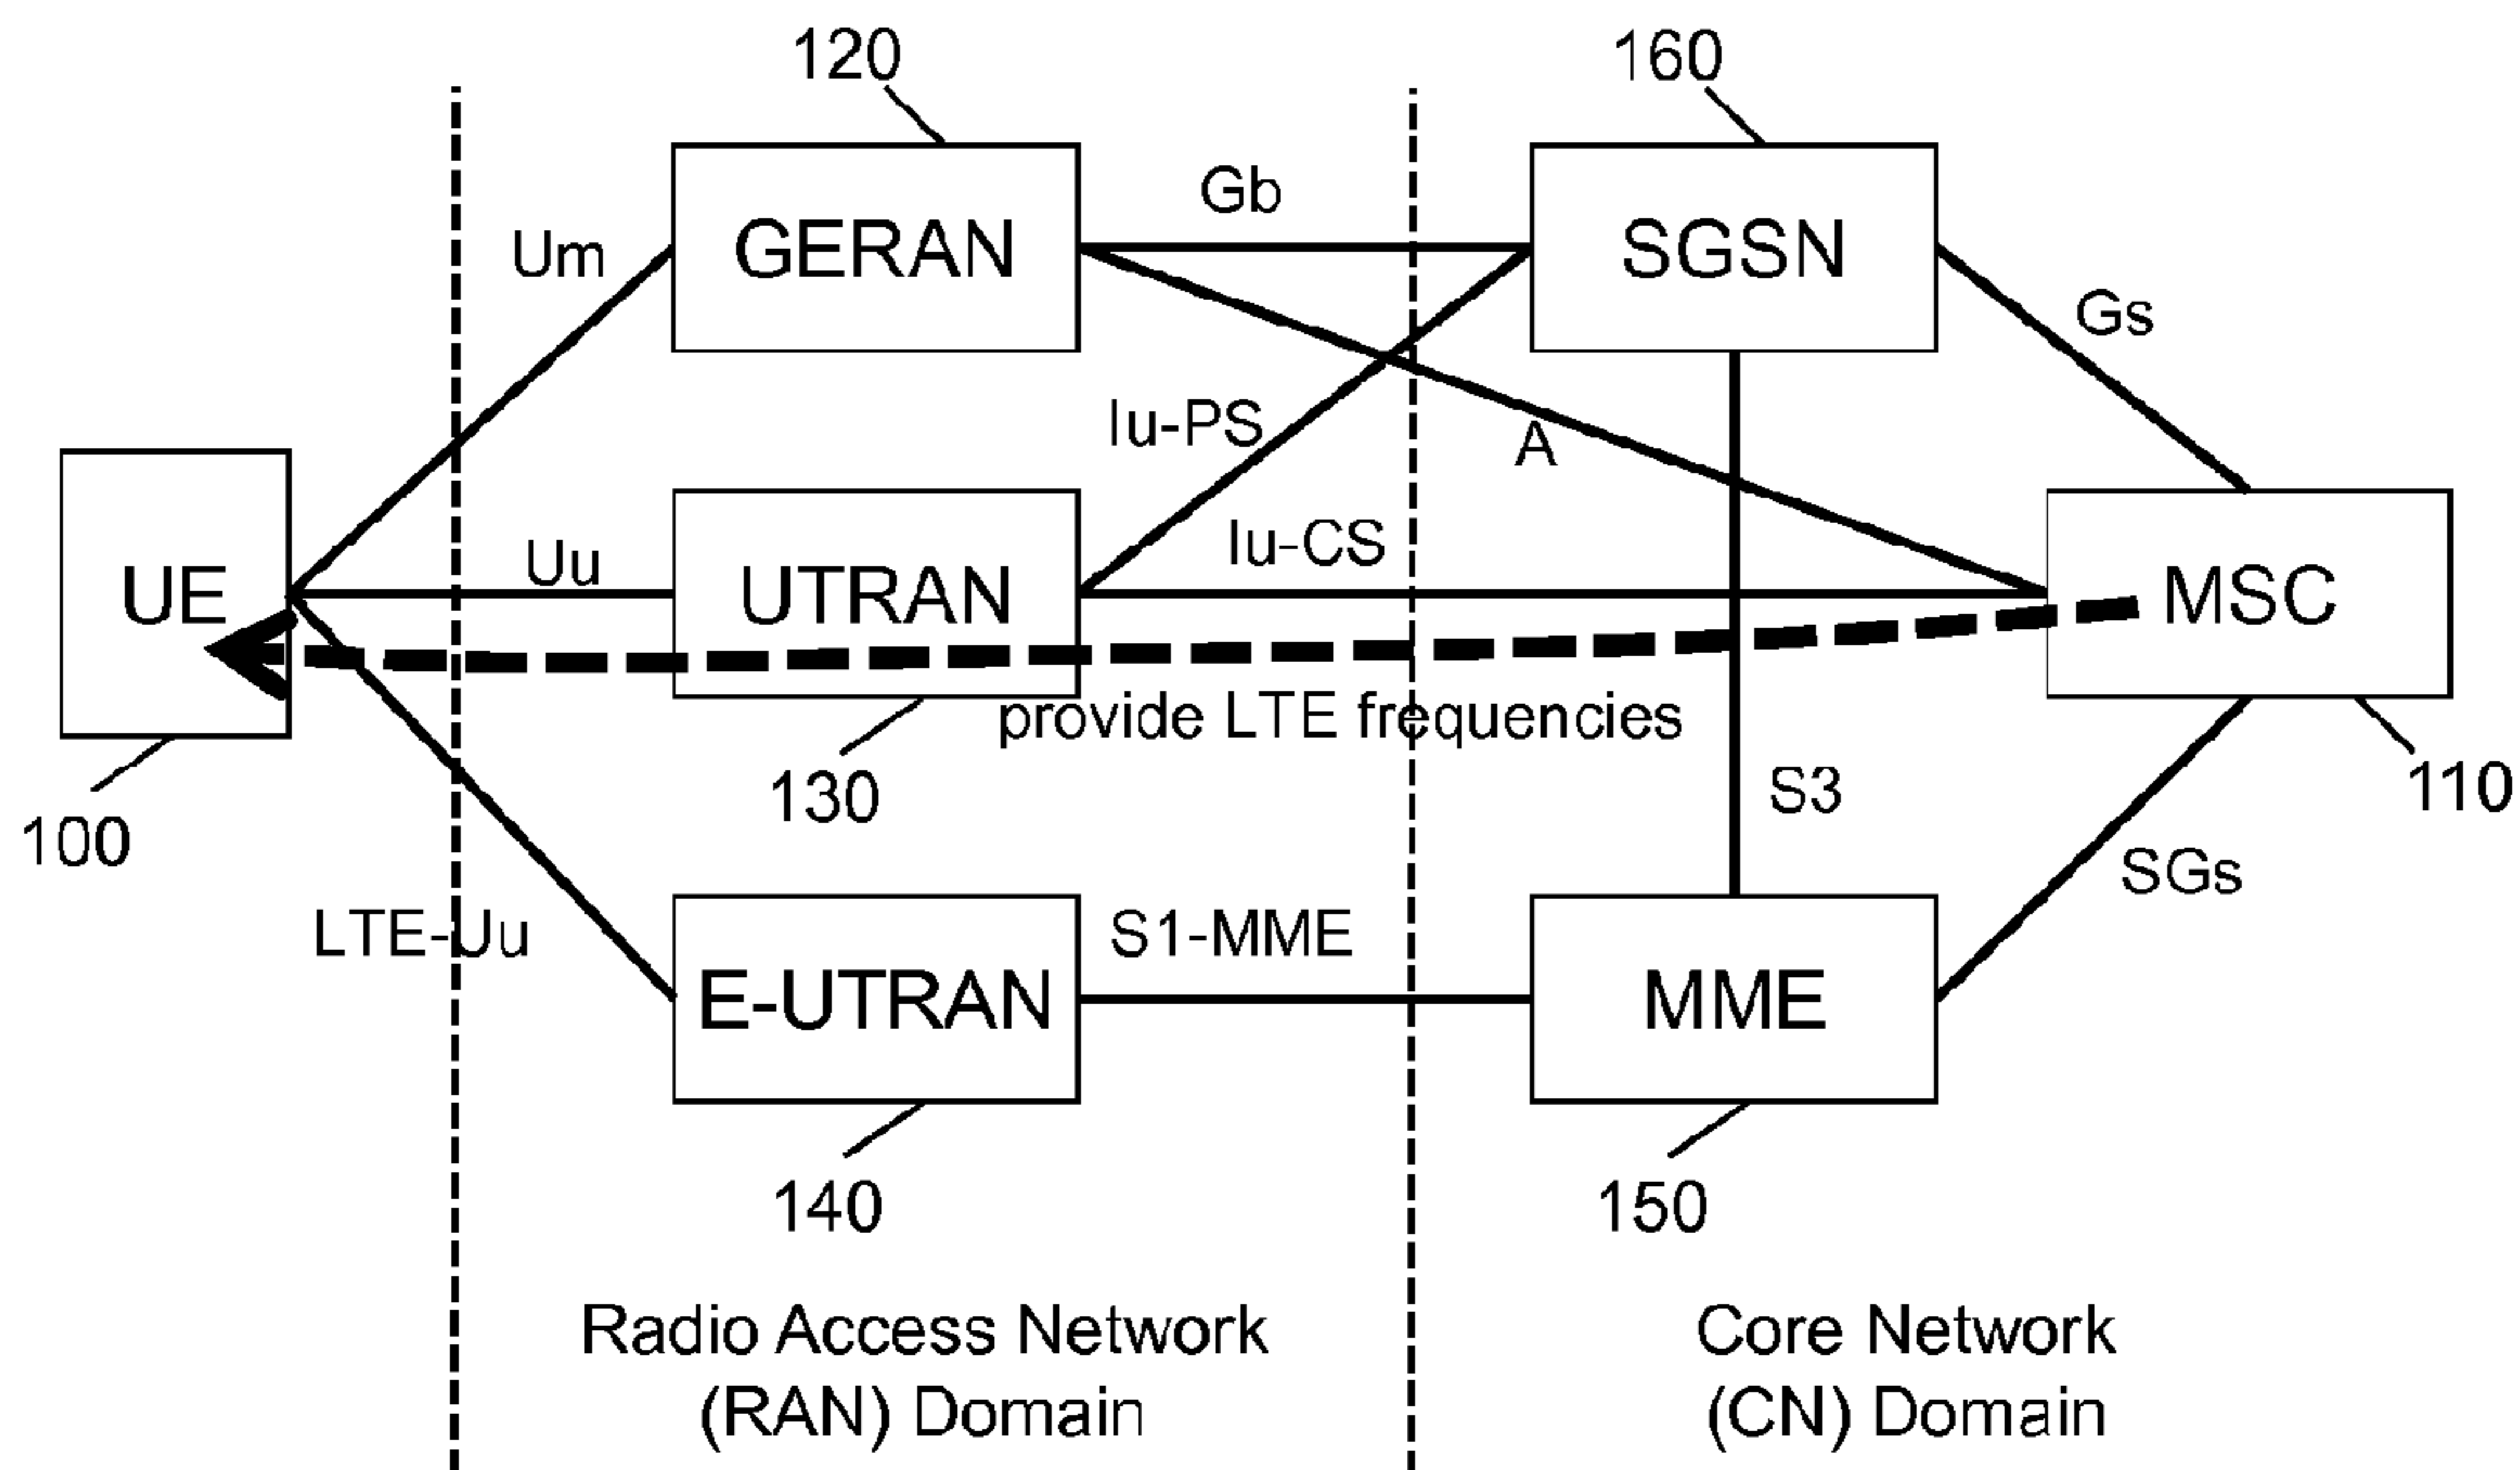 120
160
Gb
GERAN
SGSN
Um
Gs
Iu-PS
A
Iu-CS
Uu
UE
UTRAN
MSC
provide LTE frequencies
130
S3
110
100
SGs
LTE-Uu
S1-MME
E-UTRAN
MME
140
150
Radio Access Network
(RAN) Domain
Core Network
(CN) Domain